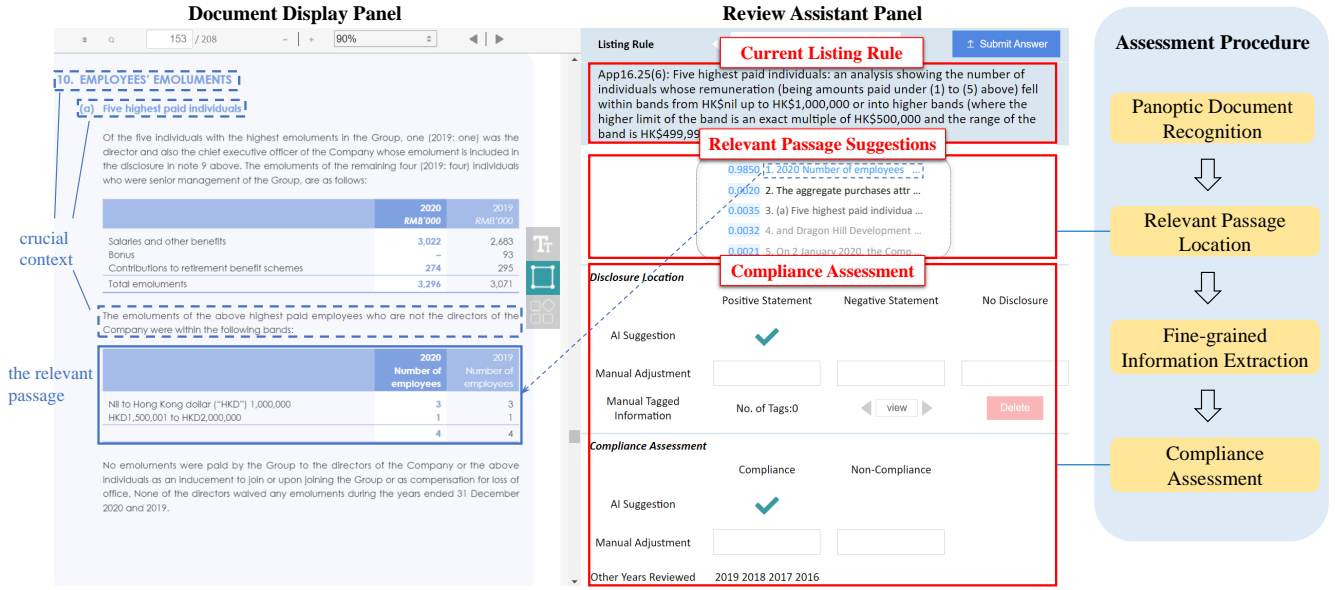 Document Display Panel
153 / 208
- | +
90%
10. EMPLOYEES' EMOLUMENTS
(a) Five highest paid individuals
Of the five individuals with the highest emoluments in the Group, one (2019: one) was the
director and also the chief executive officer of the Company whose emolument is included in
the disclosure in note 9 above. The emoluments of the remaining four (2019: four) individuals
who were senior management of the Group, are as follows:
2020 2019
RMB'000 RMB'000
Salaries and other benefits 3,022 2,683
Bonus – 93
Contributions to retirement benefit schemes 274 295
Total emoluments 3,296 3,071
The emoluments of the above highest paid employees who are not the directors of the
Company were within the following bands:
2020 2019
Number of Number of
employees employees
Nil to Hong Kong dollar ("HKD") 1,000,000 3 3
HKD1,500,001 to HKD2,000,000 1 1
4 4
No emoluments were paid by the Group to the directors of the Company or the above
individuals as an inducement to join or upon joining the Group or as compensation for loss of
office. None of the directors waived any emoluments during the years ended 31 December
2020 and 2019.
crucial
context
the relevant
passage
TT
Review Assistant Panel
Listing Rule
Submit Answer
Current Listing Rule
App16.25(6): Five highest paid individuals: an analysis showing the number of
individuals whose remuneration (being amounts paid under (1) to (5) above) fell
within bands from HK$nil up to HK$1,000,000 or into higher bands (where the
higher limit of the band is an exact multiple of HK$500,000 and the range of the
band is HK$499,99
Relevant Passage Suggestions
0.9850 1. 2020 Number of employees ...
0.0020 2. The aggregate purchases attr ...
0.0035 3. (a) Five highest paid individua ...
0.0032 4. and Dragon Hill Development ...
0.0021 5. On 2 January 2020, the Comp ...
Compliance Assessment
Disclosure Location
Positive Statement Negative Statement No Disclosure
AI Suggestion
Manual Adjustment
Manual Tagged
Information
No. of Tags:0
view
Delete
Compliance Assessment
Compliance Non-Compliance
AI Suggestion
Manual Adjustment
Other Years Reviewed 2019 2018 2017 2016
Assessment Procedure
Panoptic Document
Recognition
Relevant Passage
Location
Fine-grained
Information Extraction
Compliance
Assessment